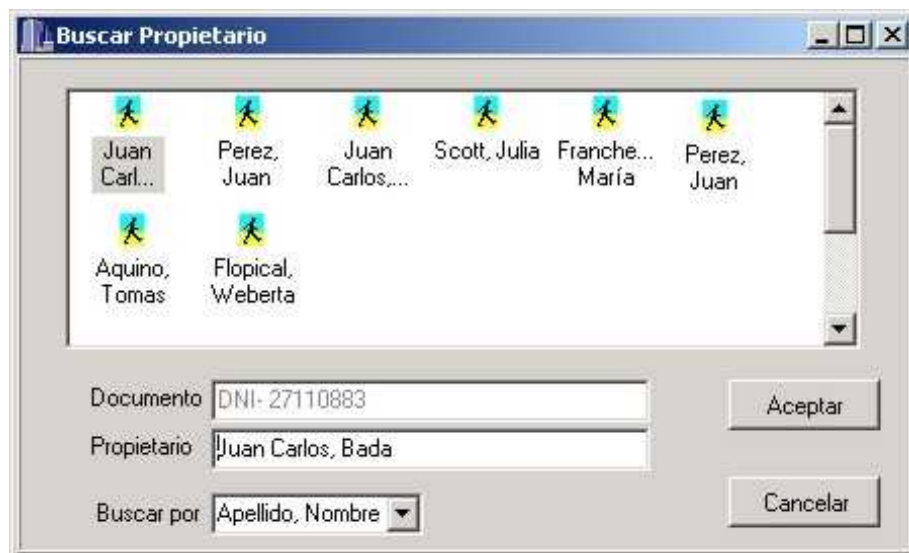 Buscar Propietario
Juan Carl... Perez, Juan Juan Carlos,... Scott, Julia Franche... María Perez, Juan
Aquino, Tomas Flopical, Weberta
Documento DNI- 27110883
Aceptar
Propietario Juan Carlos, Bada
Buscar por Apellido, Nombre
Cancelar